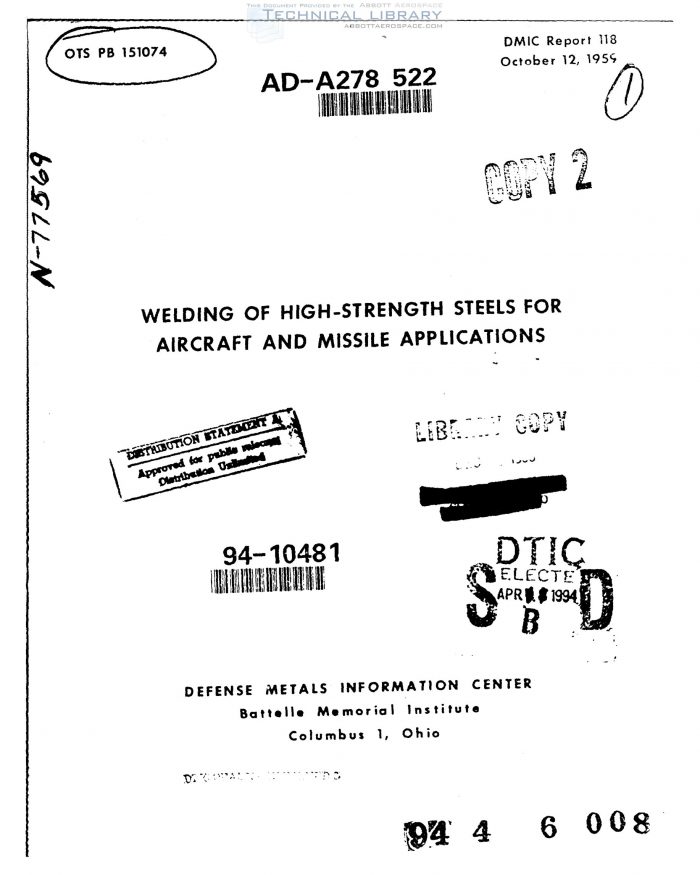 THIS DOCUMENT PROVIDED BY THE ABBOTT AEROSPACE
TECHNICAL LIBRARY
ABBOTTAEROSPACE.COM
OTS PB 151074
DMIC Report 118
October 12, 1959
AD-A278 522
1
COPY 2
N-77569
WELDING OF HIGH-STRENGTH STEELS FOR
AIRCRAFT AND MISSILE APPLICATIONS
DISTRIBUTION STATEMENT A
Approved for public release
Distribution Unlimited
LIBRARY COPY
94-10481
DTIC
ELECTE
APR 1994
S B D
DEFENSE METALS INFORMATION CENTER
Battelle Memorial Institute
Columbus 1, Ohio
94 4 6 008